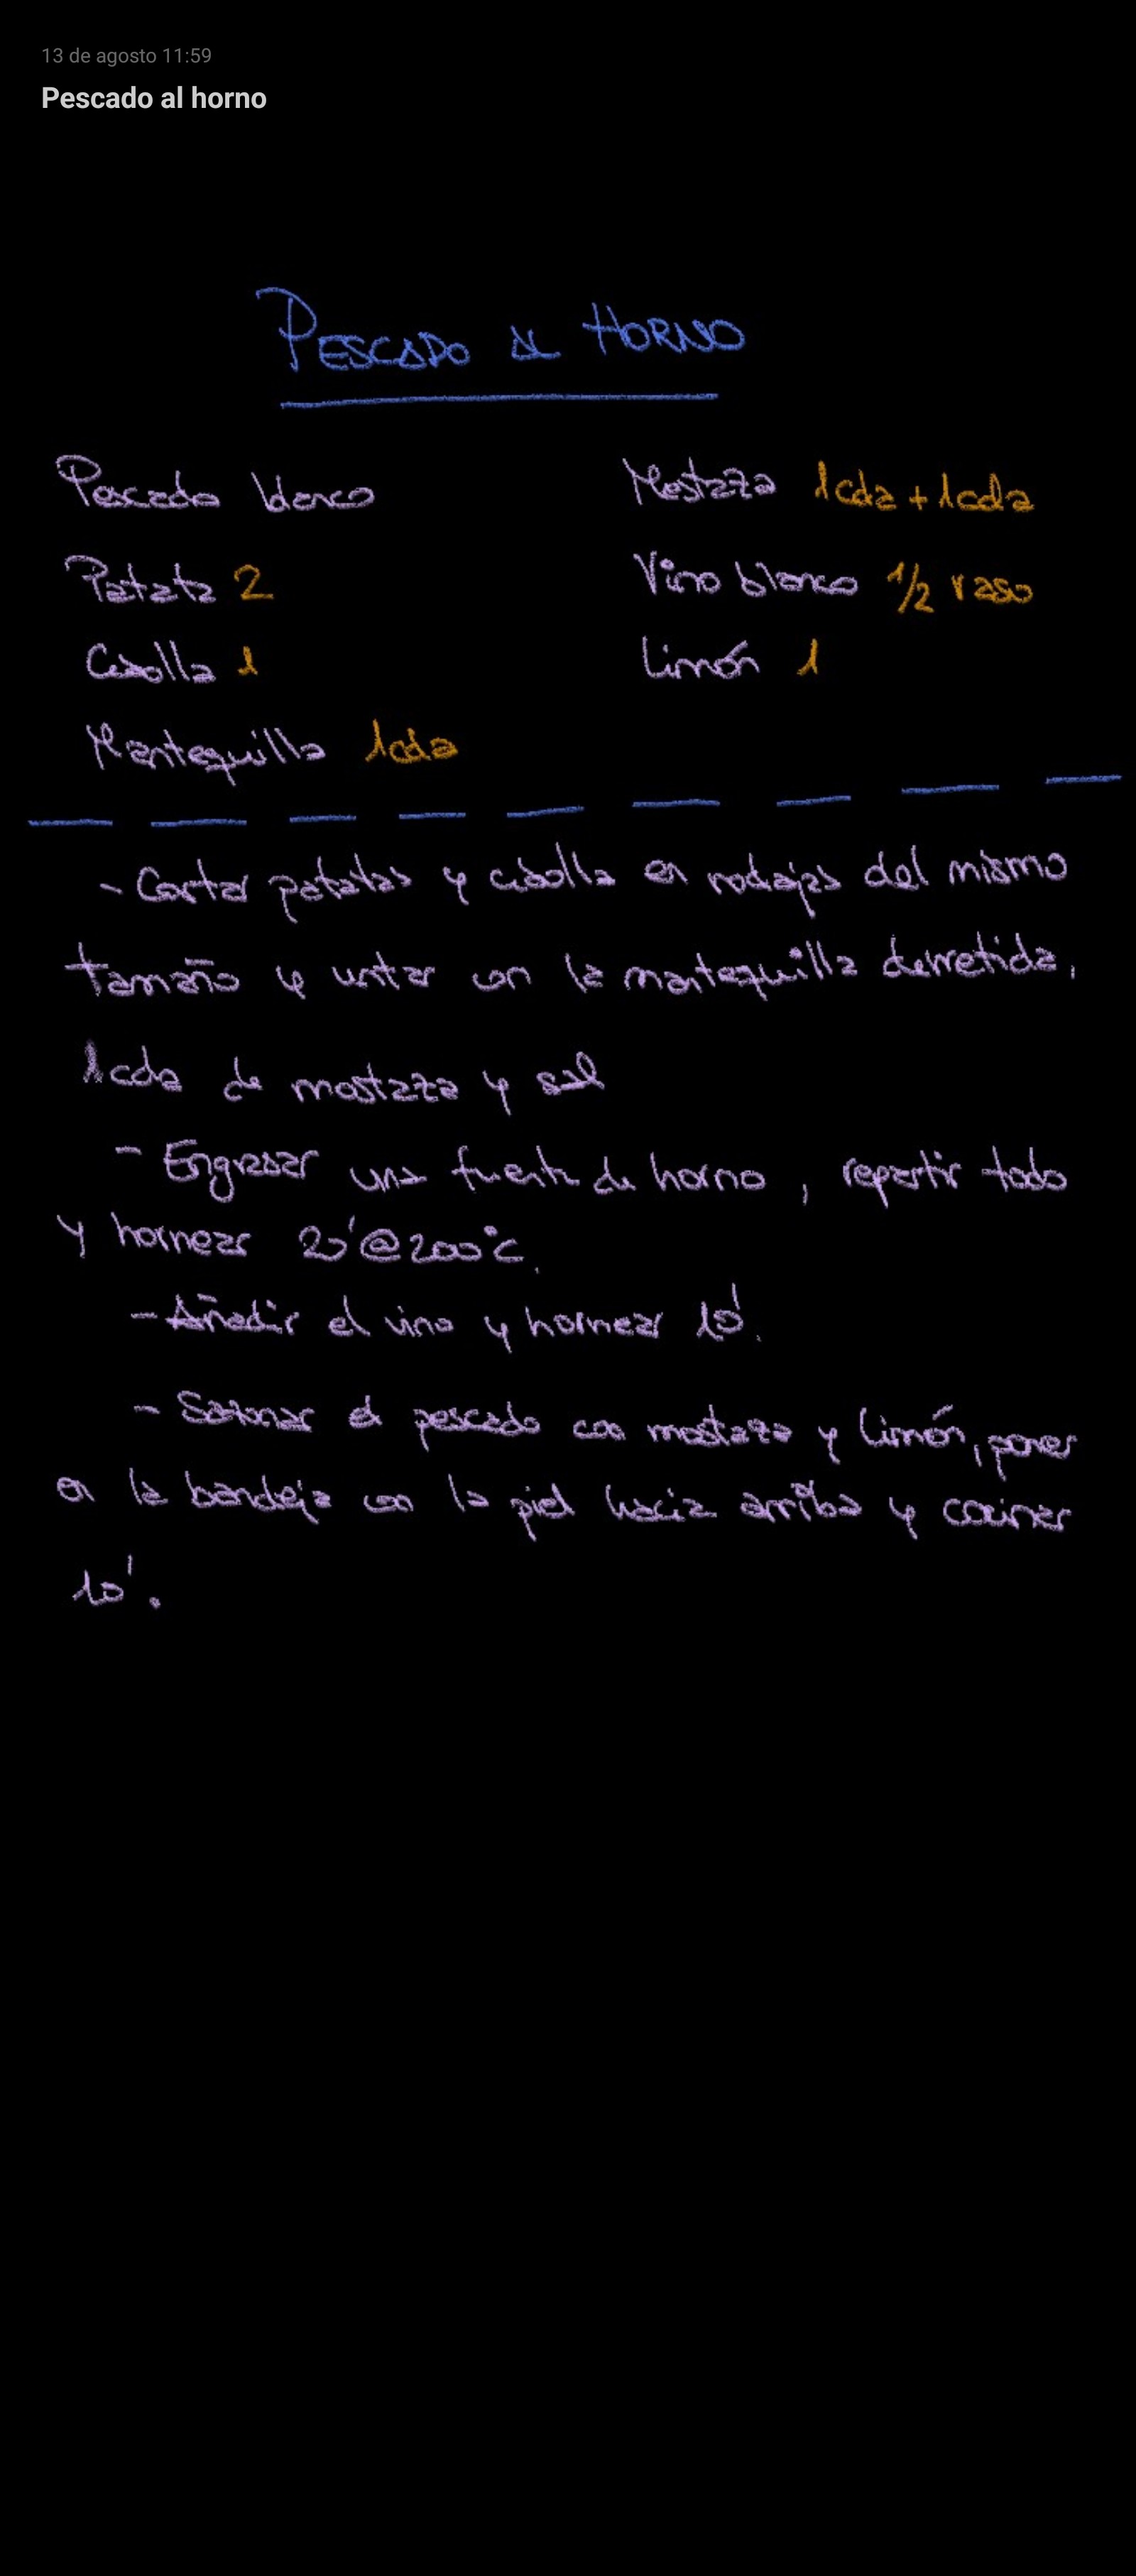 13 de agosto 11:59
Pescado al horno
PESCADO AL HORNO
Pescado blanco
Mostaza 1cda + 1cda
Patata 2
Vino blanco 1/2 vaso
Cebolla 1
Limón 1
Mantequilla 1cda
- Cortar patatas y cebolla en rodajas del mismo
tamaño y untar con la mantequilla derretida,
1cda de mostaza y sal
- Engrasar una fuente de horno, repartir todo
y hornear 20'@200°C.
- Añadir el vino y hornear 10'.
- Sazonar el pescado con mostaza y limón, poner
en la bandeja con la piel hacia arriba y cocinar
10'.